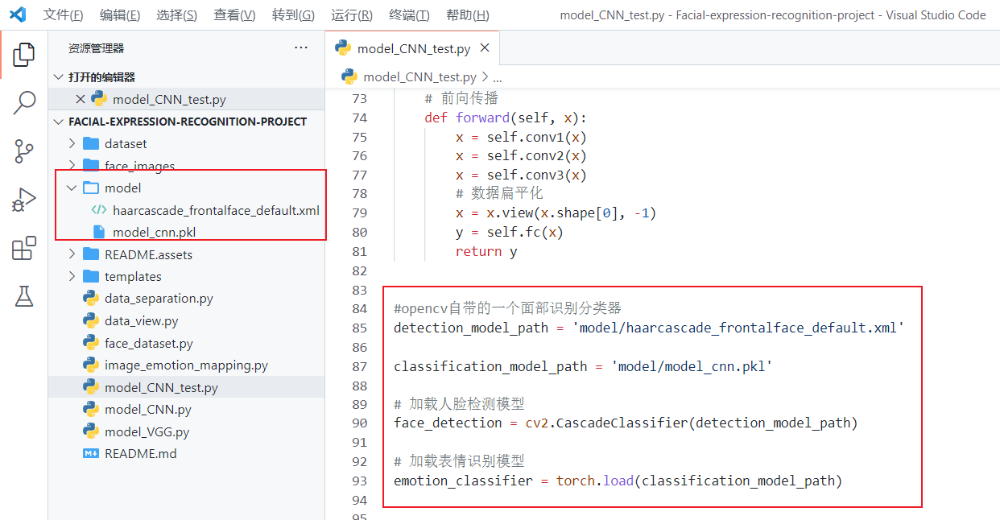 文件(F) 编辑(E) 选择(S) 查看(V) 转到(G) 运行(R) 终端(T) 帮助(H) model_CNN_test.py - Facial-expression-recognition-project - Visual Studio Code
资源管理器 ···
打开的编辑器
model_CNN_test.py
FACIAL-EXPRESSION-RECOGNITION-PROJECT
dataset
face_images
model
haarcascade_frontalface_default.xml
model_cnn.pkl
README.assets
templates
data_separation.py
data_view.py
face_dataset.py
image_emotion_mapping.py
model_CNN_test.py
model_CNN.py
model_VGG.py
README.md
model_CNN_test.py
model_CNN_test.py > ...
73 # 前向传播
74 def forward(self, x):
75 x = self.conv1(x)
76 x = self.conv2(x)
77 x = self.conv3(x)
78 # 数据扁平化
79 x = x.view(x.shape[0], -1)
80 y = self.fc(x)
81 return y
82
83
84 #opencv自带的一个面部识别分类器
85 detection_model_path = 'model/haarcascade_frontalface_default.xml'
86
87 classification_model_path = 'model/model_cnn.pkl'
88
89 # 加载人脸检测模型
90 face_detection = cv2.CascadeClassifier(detection_model_path)
91
92 # 加载表情识别模型
93 emotion_classifier = torch.load(classification_model_path)
94
95